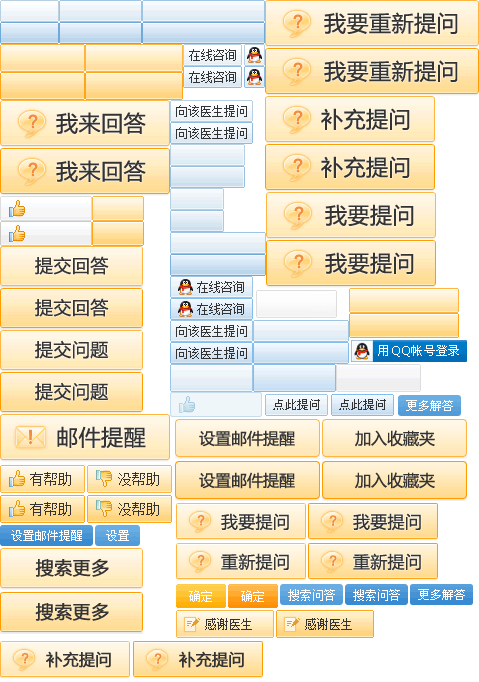 我要重新提问
在线咨询
我要重新提问
在线咨询
向该医生提问
我来回答
补充提问
向该医生提问
我来回答
补充提问
我要提问
提交回答
我要提问
在线咨询
提交回答
在线咨询
向该医生提问
提交问题
向该医生提问
用QQ帐号登录
提交问题
点此提问
点此提问
更多解答
邮件提醒
设置邮件提醒
加入收藏夹
有帮助
没帮助
设置邮件提醒
加入收藏夹
有帮助
没帮助
我要提问
我要提问
设置邮件提醒
设置
搜索更多
重新提问
重新提问
确定
确定
搜索问答
搜索问答
更多解答
搜索更多
感谢医生
感谢医生
补充提问
补充提问